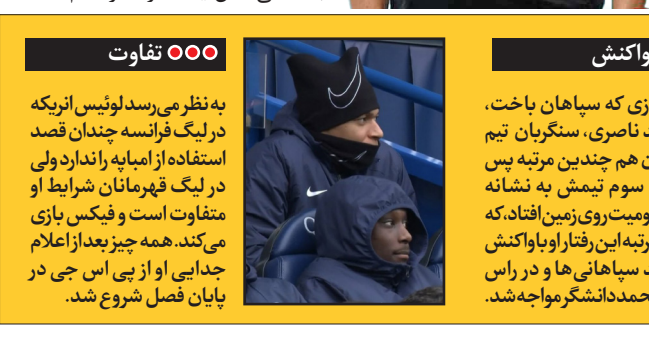 واکنش
زی که سپاهان باخت،
د ناصری، سنگربان تیم
ن هم چندین مرتبه پس
سوم تیمش به نشانه
ومیت روی زمین افتاد، که
رتبه این رفتار او با واکنش
د سپاهانی‌ها و در راس
حمد دانشگر مواجه شد.
تفاوت
به نظر می‌رسد لوئیس انریکه
در لیگ فرانسه چندان قصد
استفاده از امباپه را ندارد ولی
در لیگ قهرمانان شرایط او
متفاوت است و فیکس بازی
می‌کند. همه چیز بعد از اعلام
جدایی او از پی اس جی در
پایان فصل شروع شد.